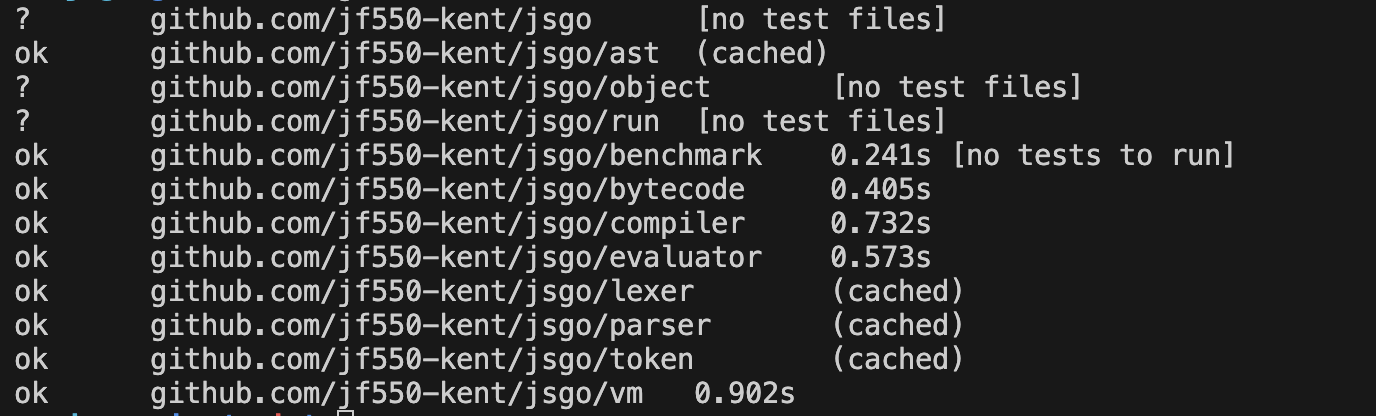 ? github.com/jf550-kent/jsgo [no test files]
ok github.com/jf550-kent/jsgo/ast (cached)
? github.com/jf550-kent/jsgo/object [no test files]
? github.com/jf550-kent/jsgo/run [no test files]
ok github.com/jf550-kent/jsgo/benchmark 0.241s [no tests to run]
ok github.com/jf550-kent/jsgo/bytecode 0.405s
ok github.com/jf550-kent/jsgo/compiler 0.732s
ok github.com/jf550-kent/jsgo/evaluator 0.573s
ok github.com/jf550-kent/jsgo/lexer (cached)
ok github.com/jf550-kent/jsgo/parser (cached)
ok github.com/jf550-kent/jsgo/token (cached)
ok github.com/jf550-kent/jsgo/vm 0.902s